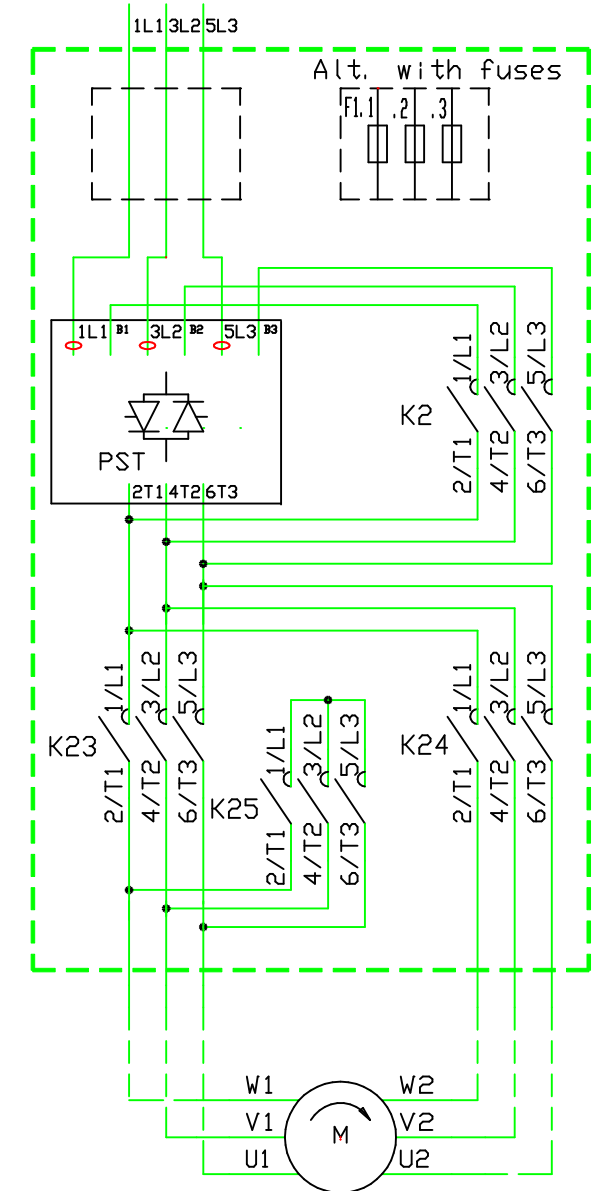 1L1 3L2 5L3
Alt. with fuses
F1.1 .2 .3
1L1 B1 3L2 B2 5L3 B3
1/L1 3/L2 5/L3
K2
2/T1 4/T2 6/T3
PST
2T1 4T2 6T3
1/L1 3/L2 5/L3
K23
2/T1 4/T2 6/T3
1/L1 3/L2 5/L3
K25
2/T1 4/T2 6/T3
1/L1 3/L2 5/L3
K24
2/T1 4/T2 6/T3
W1 W2
V1 M V2
U1 U2